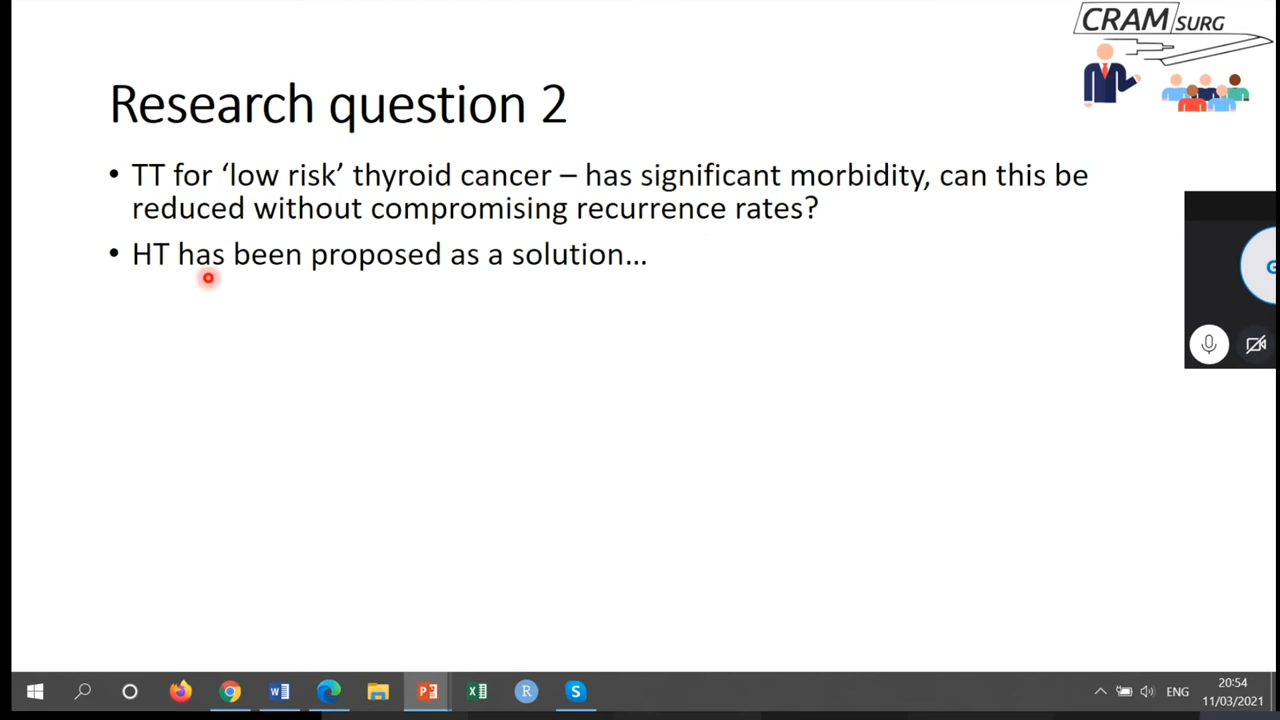 CRAM SURG
Research question 2
• TT for ‘low risk’ thyroid cancer – has significant morbidity, can this be
reduced without compromising recurrence rates?
• HT has been proposed as a solution…
G
ENG
20:54
11/03/2021